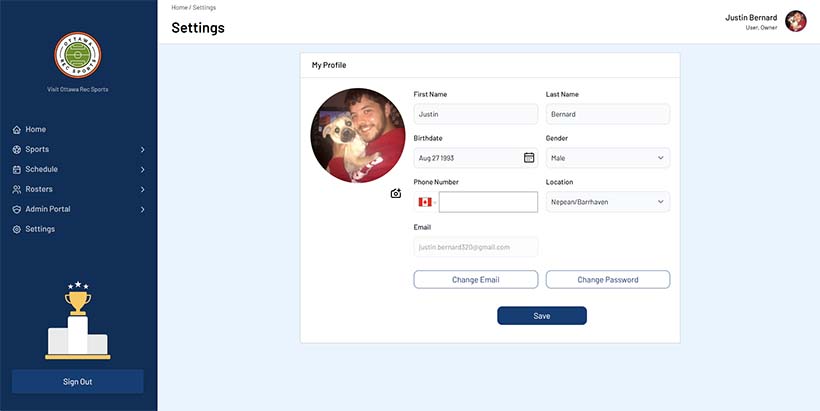 OTTAWA
REC SPORTS
Visit Ottawa Rec Sports
Home
Sports
Schedule
Rosters
Admin Portal
Settings
Sign Out
Home / Settings
Settings
Justin Bernard
User, Owner
My Profile
First Name
Last Name
Justin
Bernard
Birthdate
Gender
Aug 27 1993
Male
Phone Number
Location
Nepean/Barrhaven
Email
justin.bernard320@gmail.com
Change Email
Change Password
Save